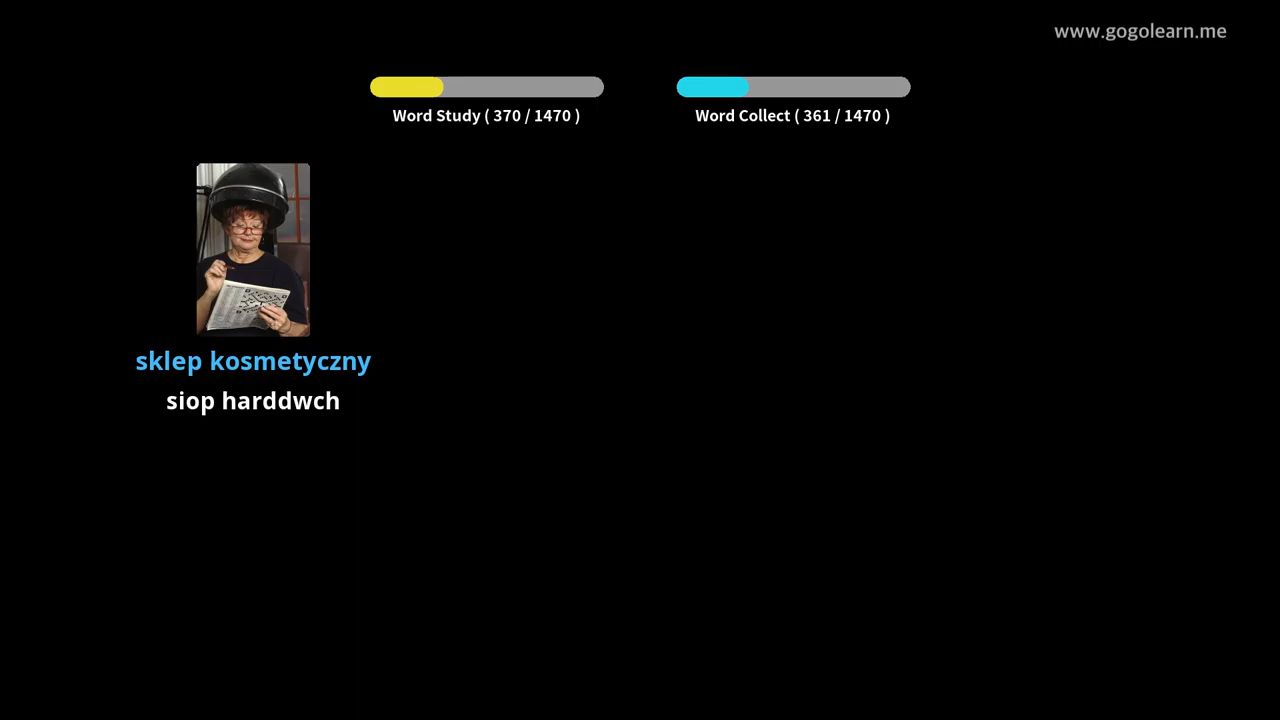 www.gogolearn.me
Word Study ( 370 / 1470 )
Word Collect ( 361 / 1470 )
sklep kosmetyczny
siop harddwch